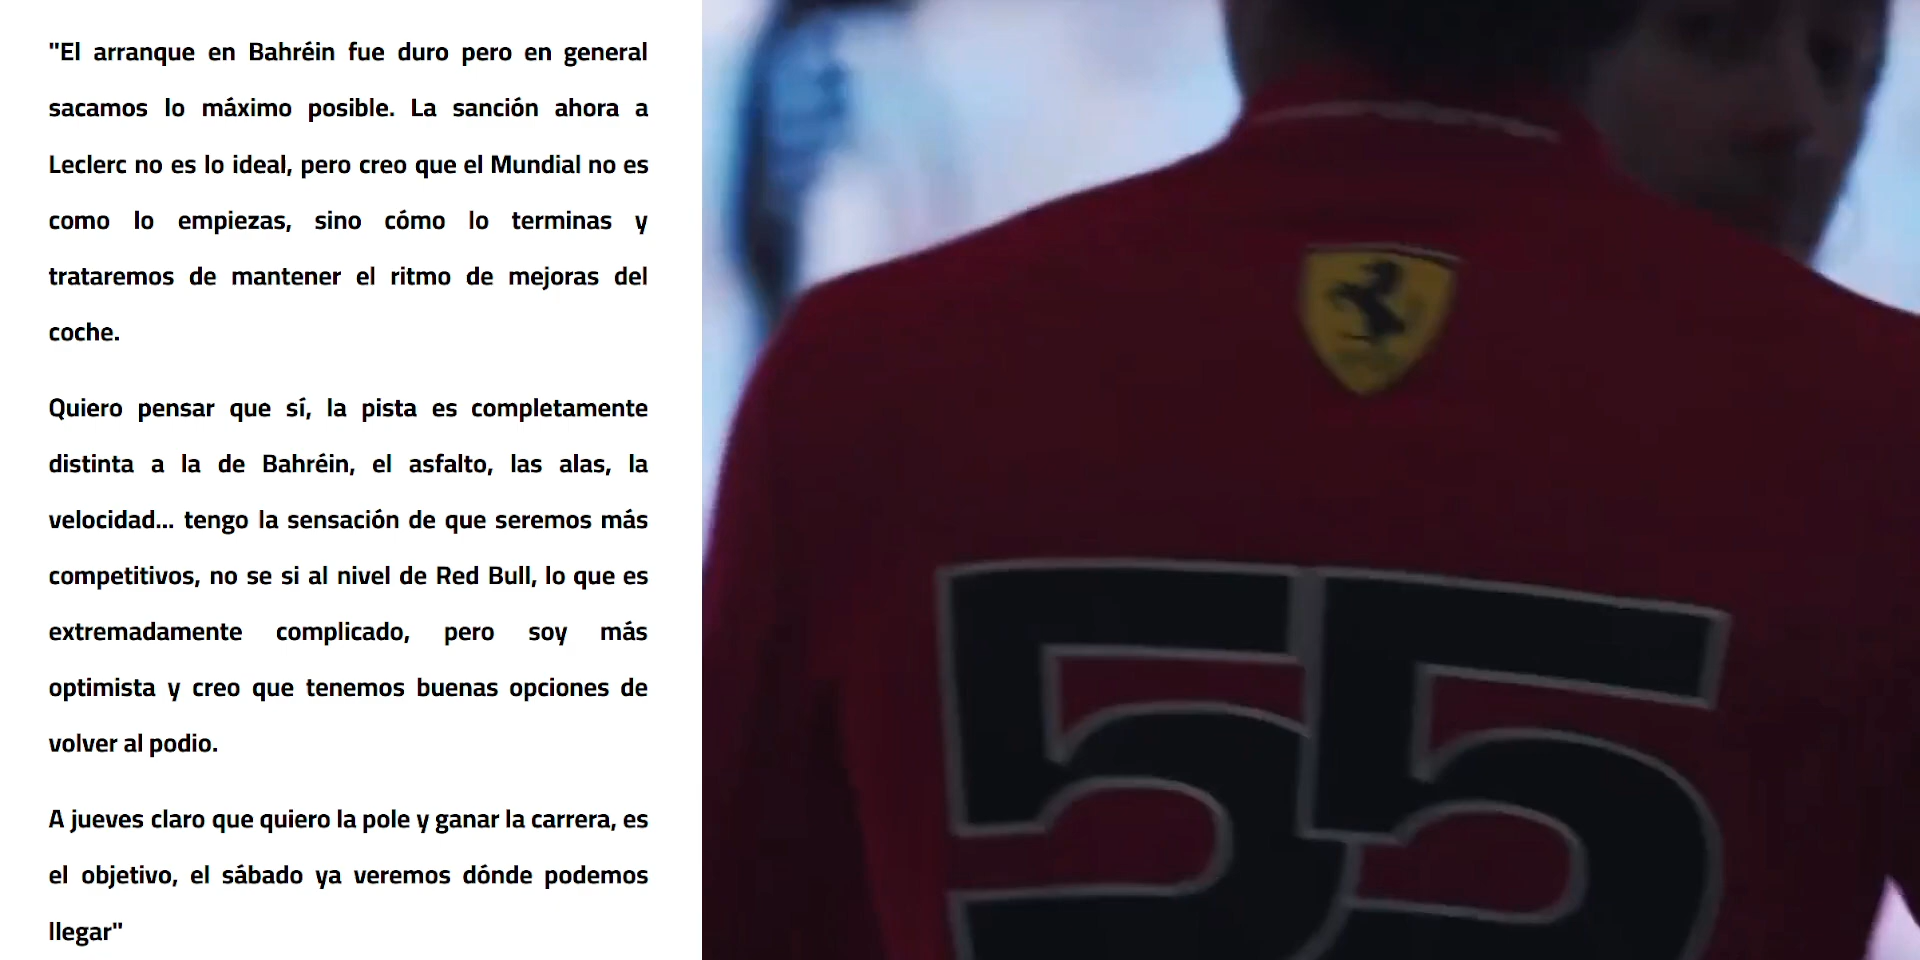 "El arranque en Bahréin fue duro pero en general
sacamos lo máximo posible. La sanción ahora a
Leclerc no es lo ideal, pero creo que el Mundial no es
como lo empiezas, sino cómo lo terminas y
trataremos de mantener el ritmo de mejoras del
coche.
Quiero pensar que sí, la pista es completamente
distinta a la de Bahréin, el asfalto, las alas, la
velocidad... tengo la sensación de que seremos más
competitivos, no se si al nivel de Red Bull, lo que es
extremadamente complicado, pero soy más
optimista y creo que tenemos buenas opciones de
volver al podio.
A jueves claro que quiero la pole y ganar la carrera, es
el objetivo, el sábado ya veremos dónde podemos
llegar"
55